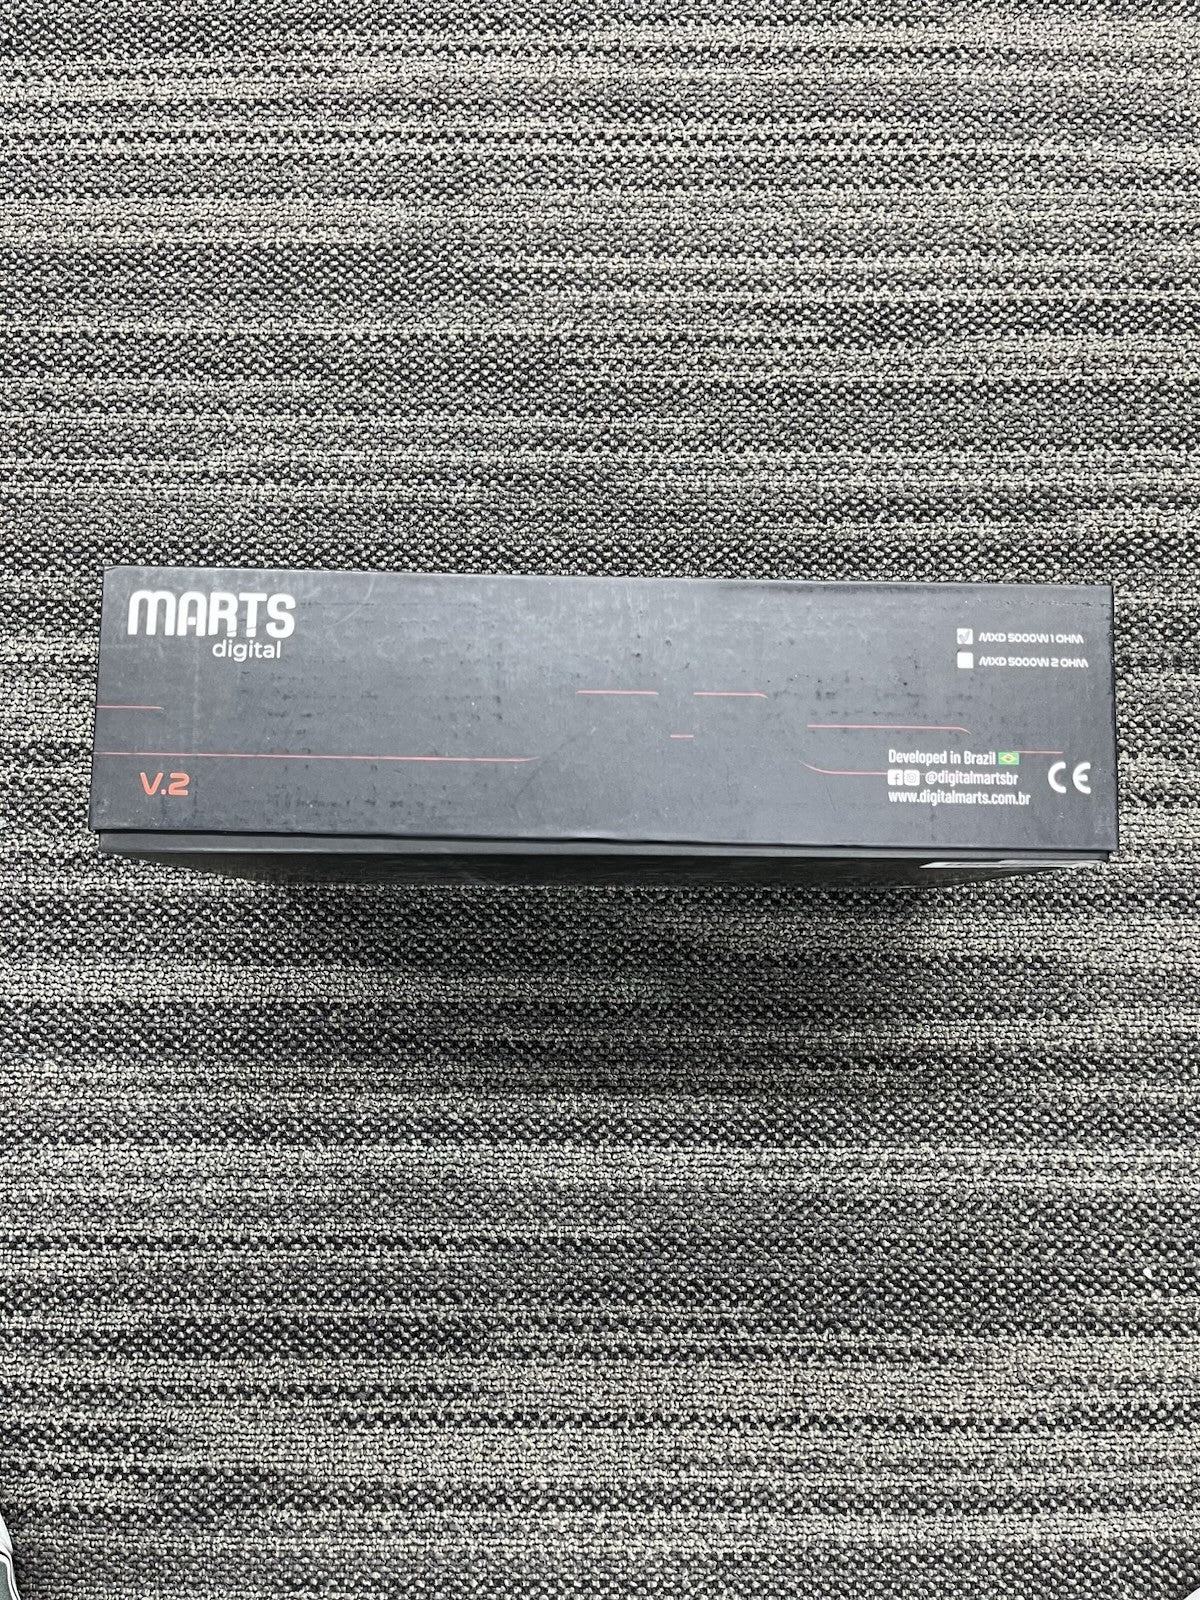 MARTS
digital
MXD 5000W 1 OHM
MXD 5000W 2 OHM
V.2
Developed in Brazil
@digitalmartsbr
www.digitalmarts.com.br
CE